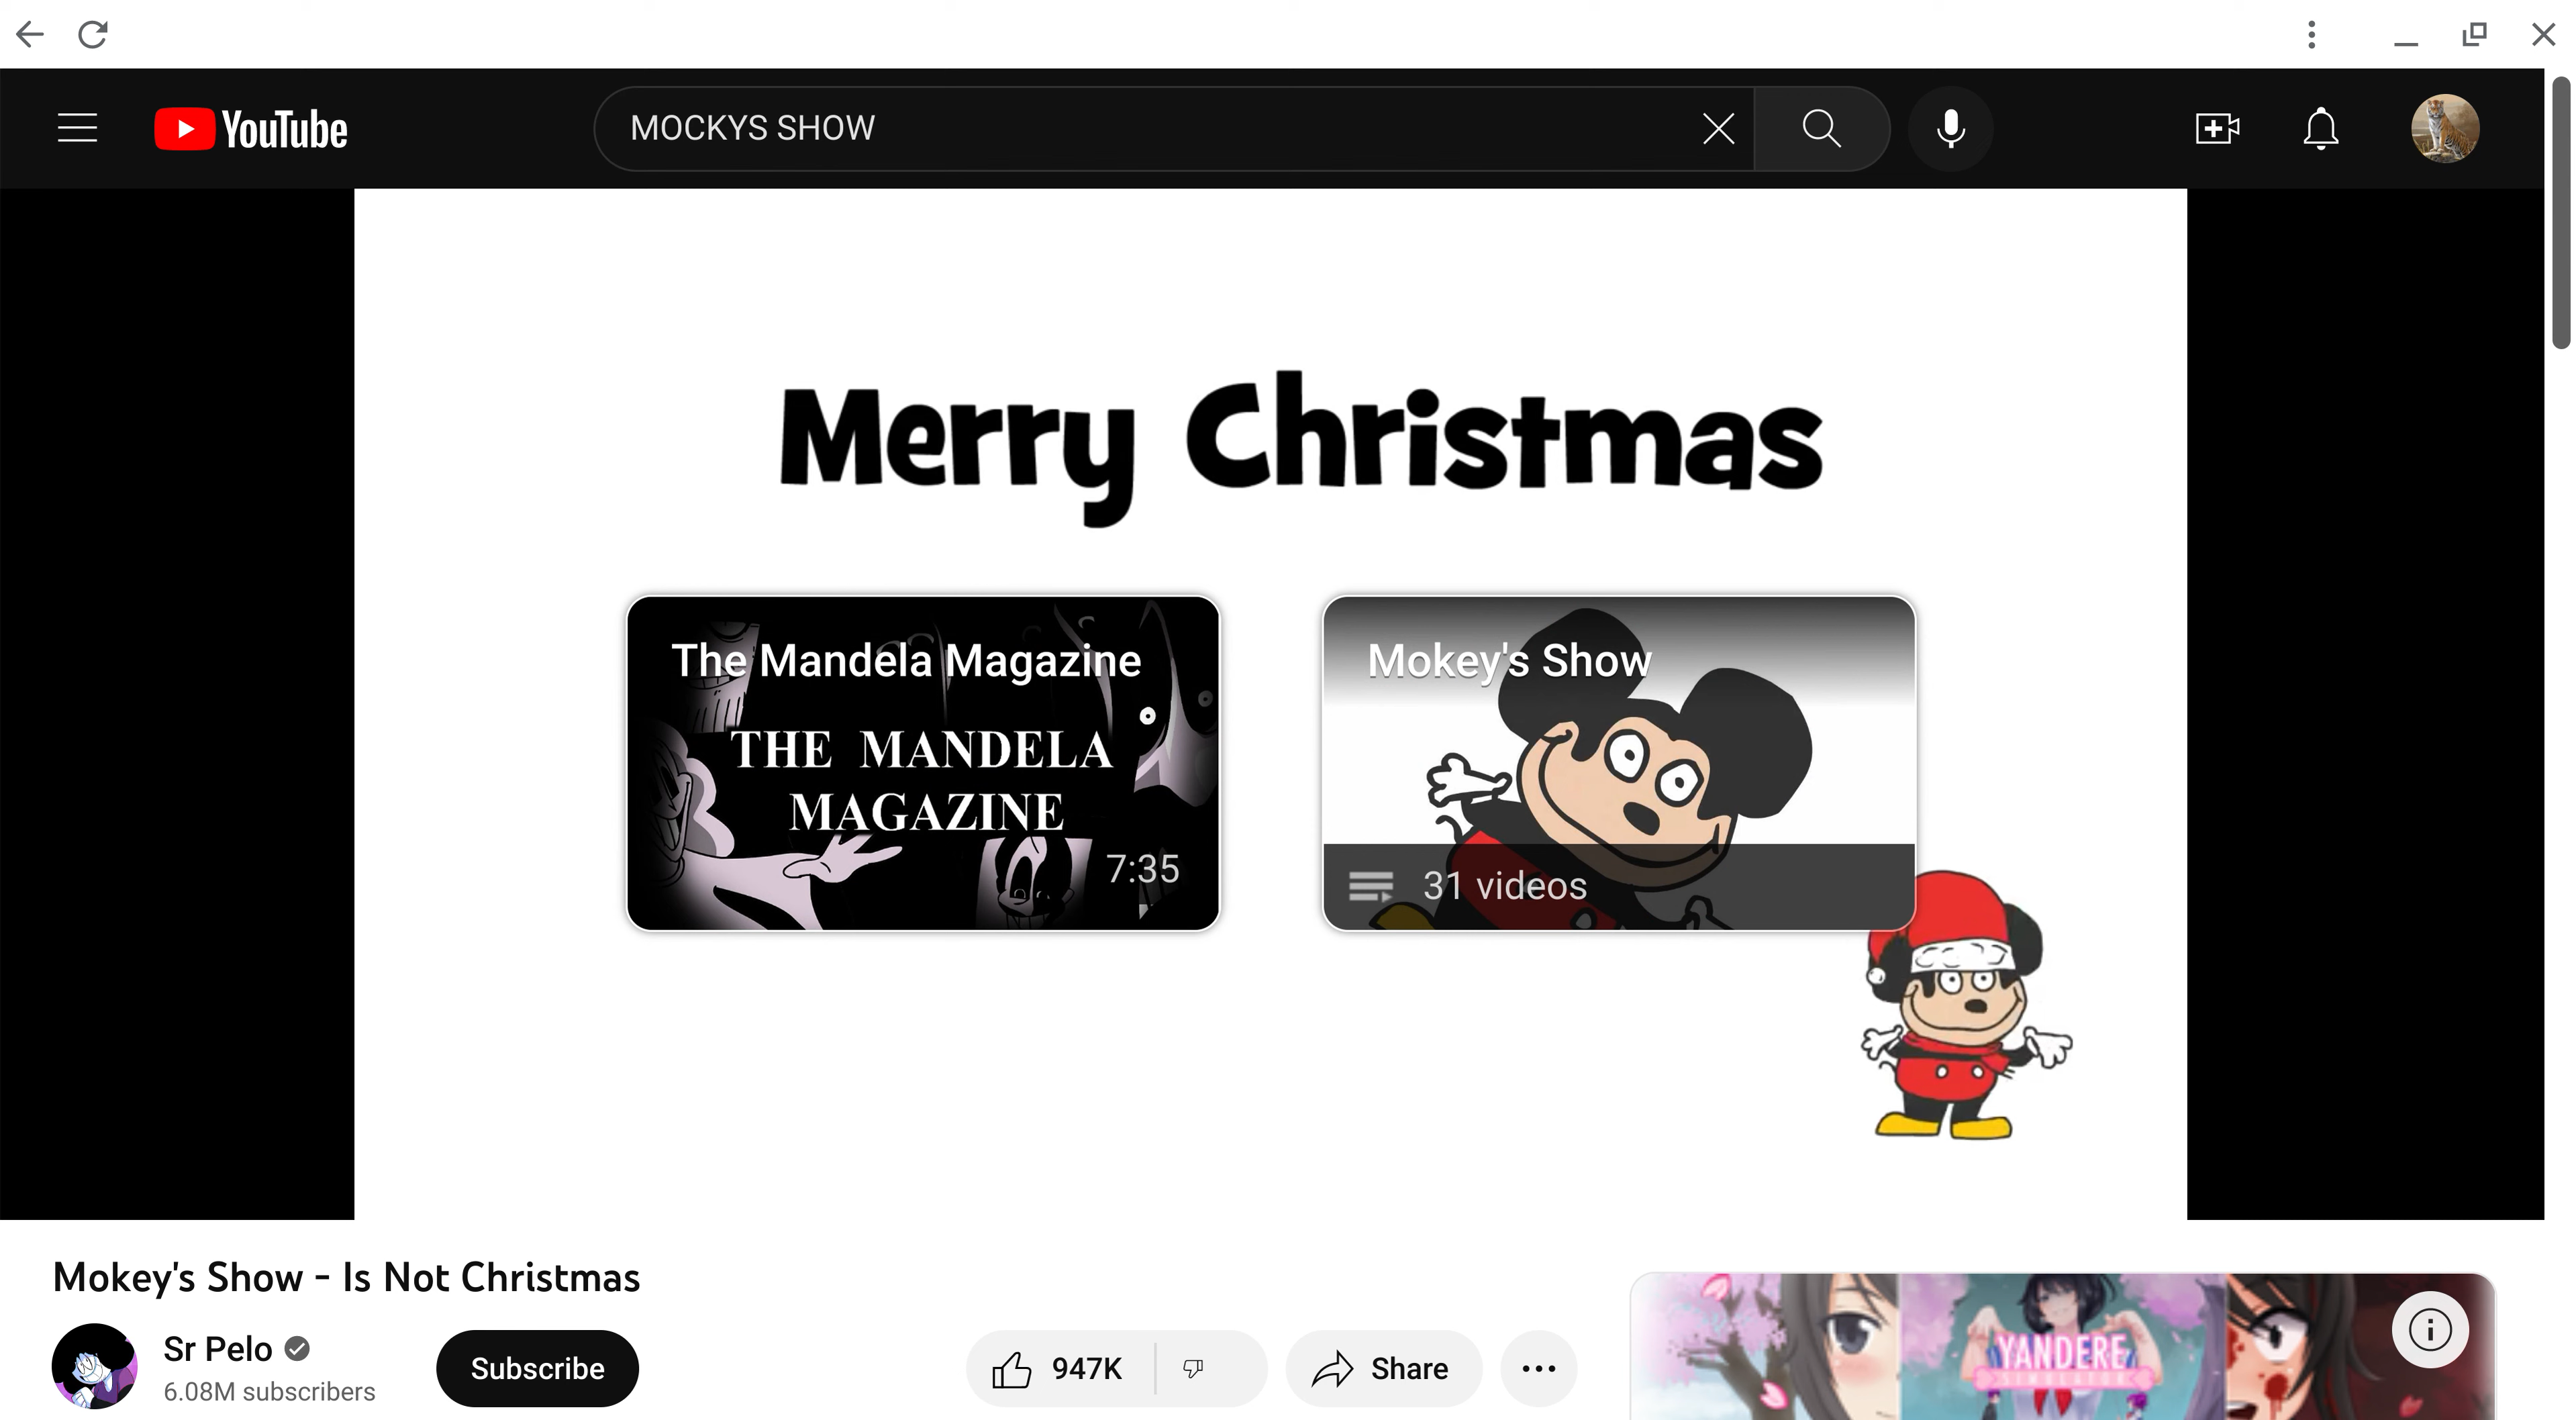 YouTube
MOCKYS SHOW
Merry Christmas
The Mandela Magazine
THE MANDELA
MAGAZINE
7:35
Mokey's Show
31 videos
Mokey's Show - Is Not Christmas
Sr Pelo
6.08M subscribers
Subscribe
947K
Share
YANDERE
SIMULATOR